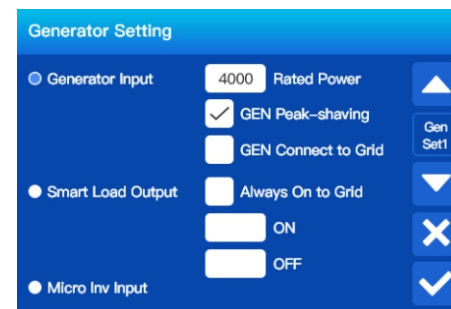 Generator Setting
Generator Input
4000 Rated Power
GEN Peak-shaving
GEN Connect to Grid
Gen
Set1
Smart Load Output
Always On to Grid
ON
OFF
Micro Inv Input